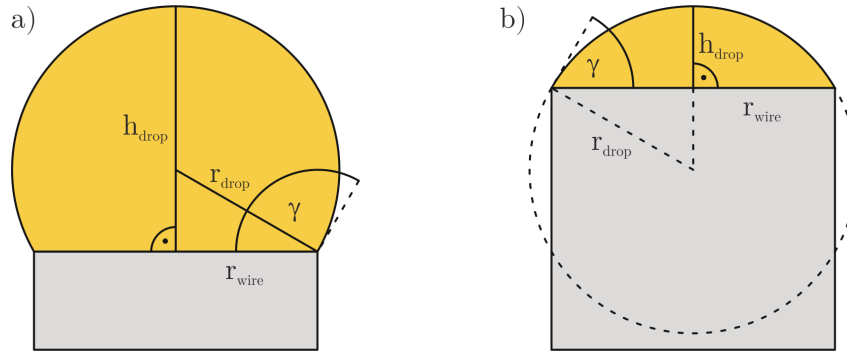 a)
h_drop
r_drop
γ
r_wire
b)
γ
h_drop
r_wire
r_drop